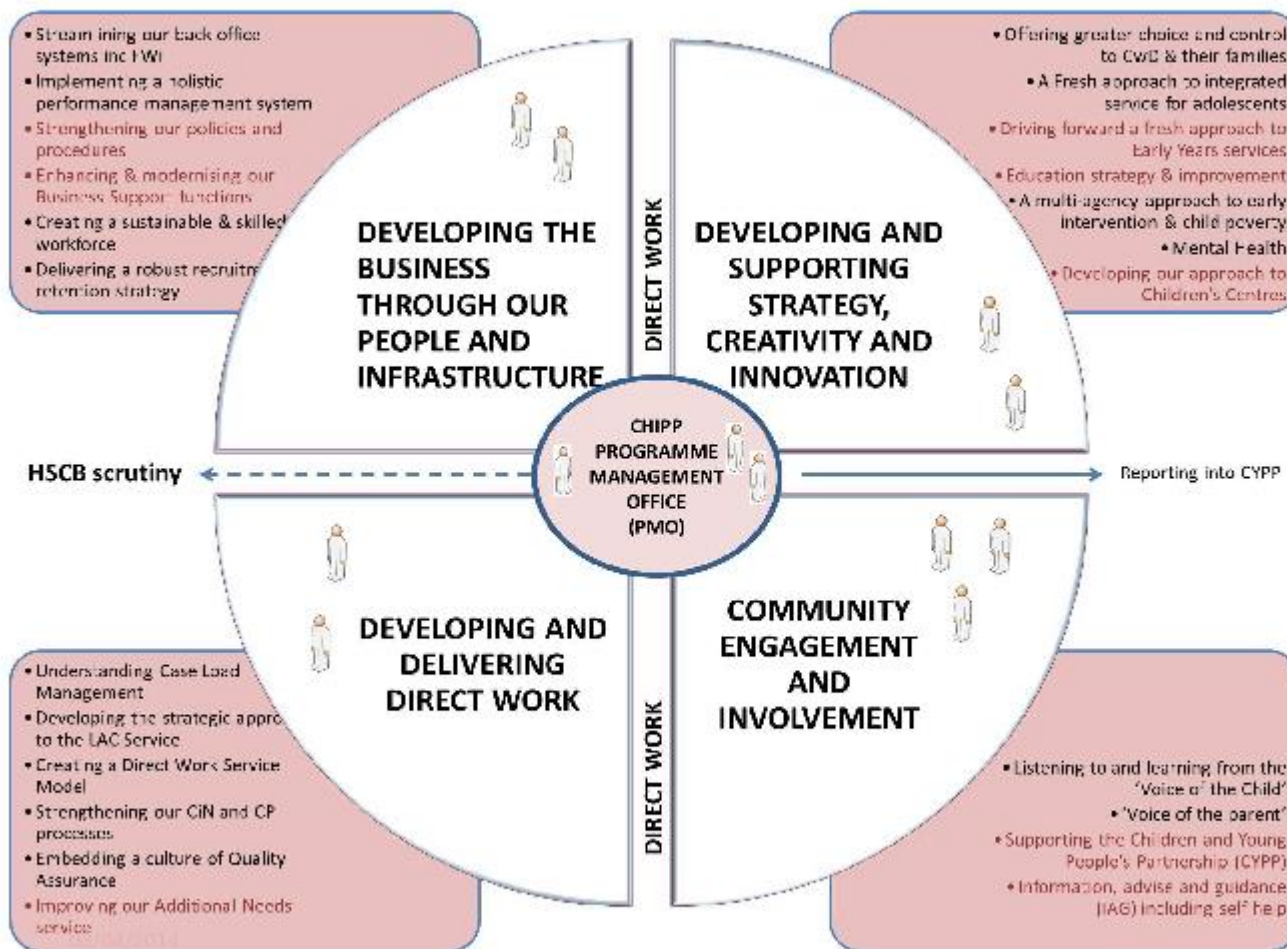 • Streamlining our back office
systems inc FWi
• Implementing a holistic
performance management system
• Strengthening our policies and
procedures
• Enhancing & modernising our
Business Support functions
• Creating a sustainable & skilled
workforce
• Delivering a robust
retention strategy
• Offering greater choice and control
to CwD & their families
• A Fresh approach to integrated
service for adolescents
• Driving forward a fresh approach to
Early Years services
• Education strategy & improvement
• A multi-agency approach to early
intervention & child poverty
• Mental Health
• Developing our approach to
Children's Centres
DEVELOPING THE
BUSINESS
THROUGH OUR
PEOPLE AND
INFRASTRUCTURE
DIRECT WORK
DEVELOPING AND
SUPPORTING
STRATEGY,
CREATIVITY AND
INNOVATION
HSCB scrutiny
CHIPP
PROGRAMME
MANAGEMENT
OFFICE
(PMO)
Reporting into CYPP
DEVELOPING AND
DELIVERING
DIRECT WORK
DIRECT WORK
COMMUNITY
ENGAGEMENT
AND
INVOLVEMENT
• Understanding Case Load
Management
• Developing the strategic
to the LAC Service
• Creating a Direct Work Service
Model
• Strengthening our CiN and CP
processes
• Embedding a culture of Quality
Assurance
• Improving our Additional Needs
service
• Listening to and learning from the
'Voice of the Child'
• 'Voice of the parent'
• Supporting the Children and Young
People's Partnership (CYPP)
• Information, advise and guidance
(IAG) including self help